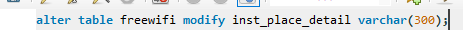 alter table freewifi modify inst_place_detail varchar(300);